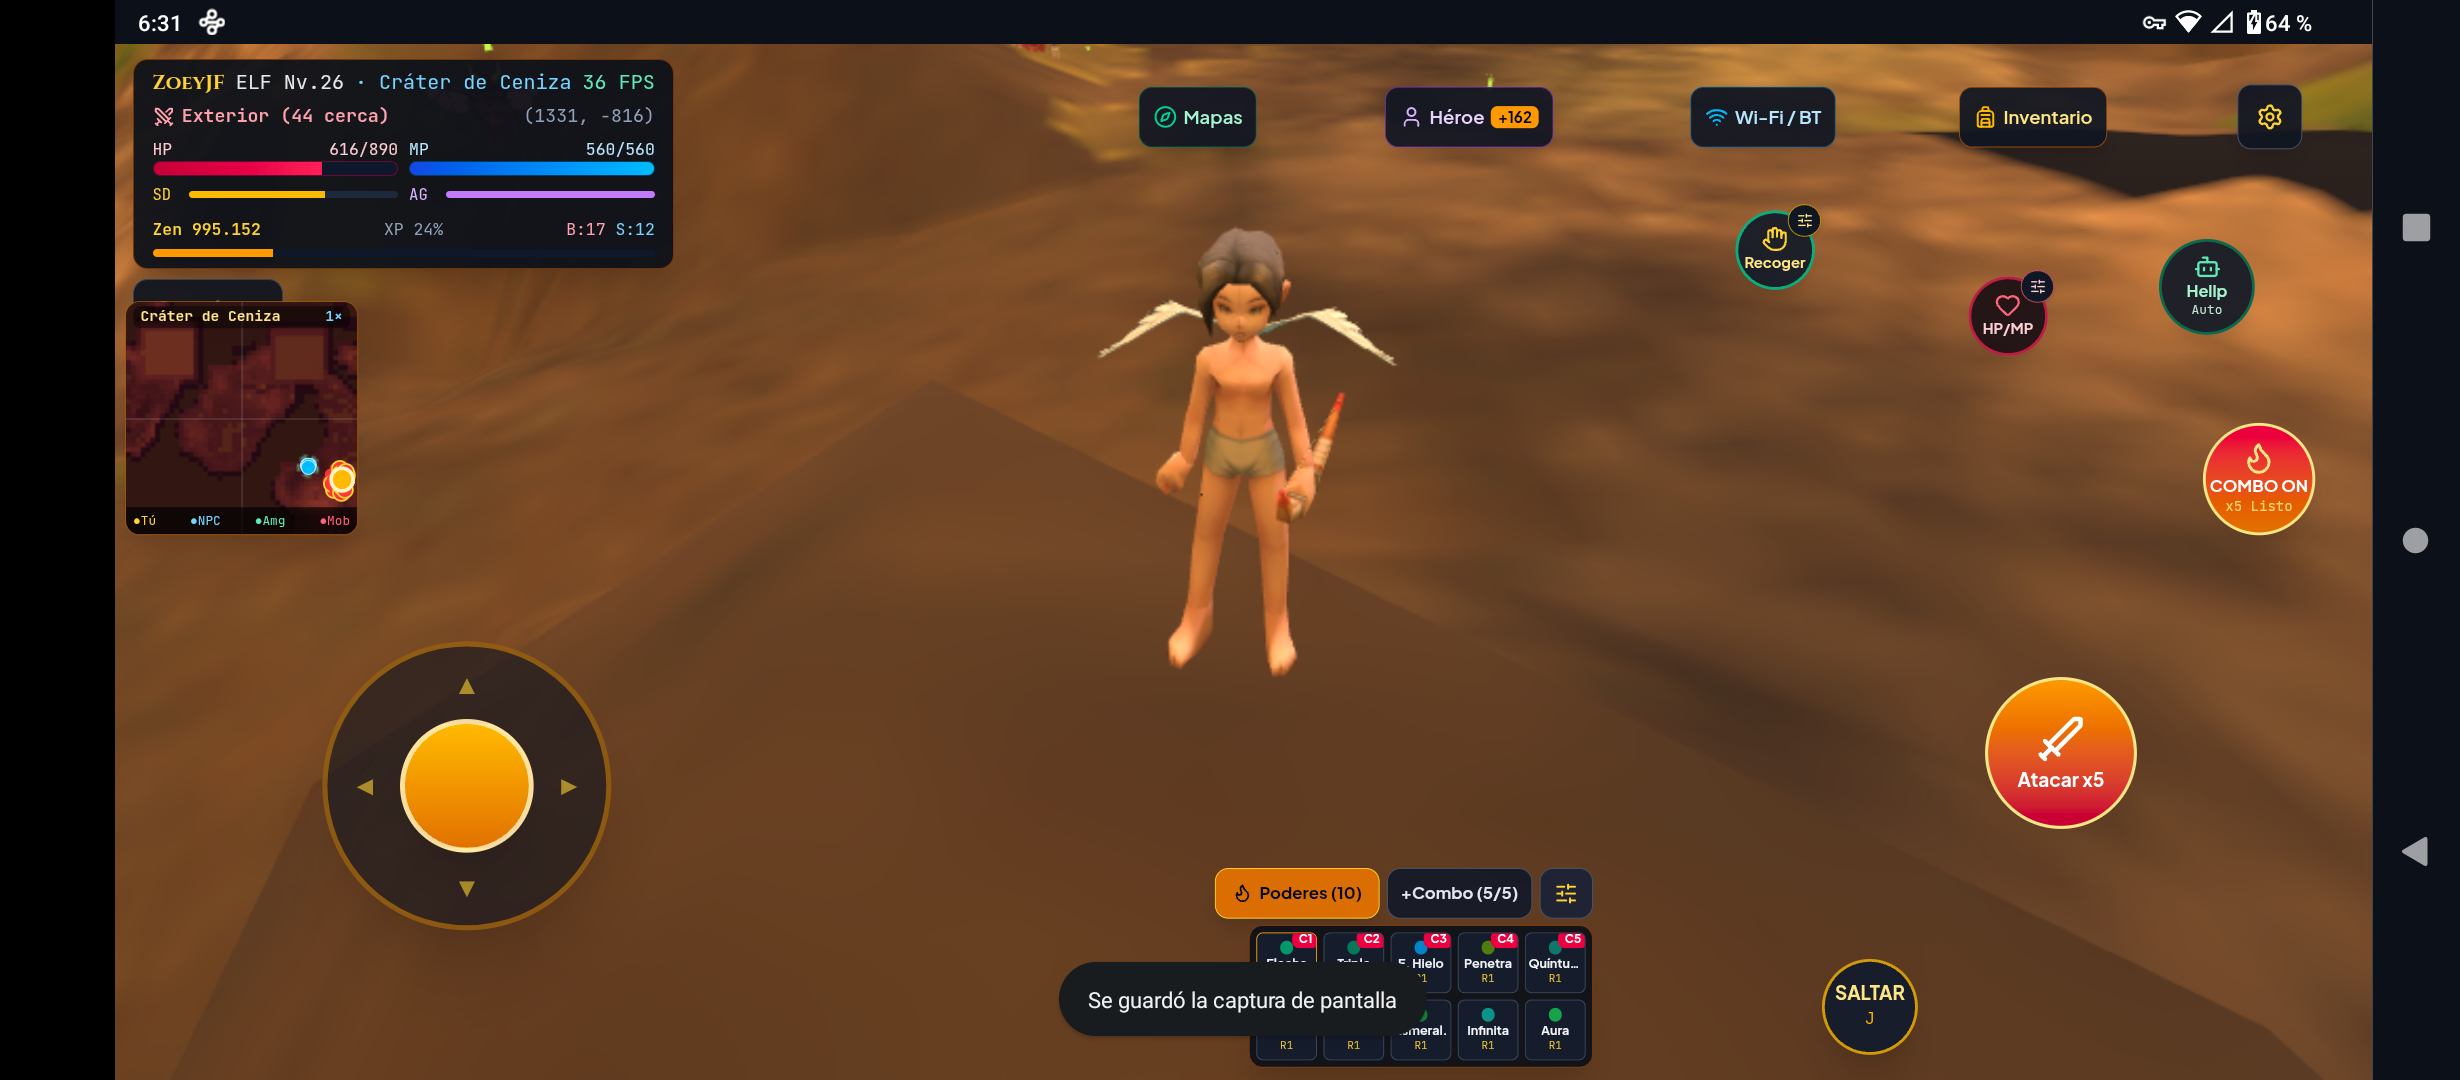 6:31
64 %
ZOEYJF ELF Nv.26 · Cráter de Ceniza 36 FPS
Exterior (44 cerca) (1331, -816)
HP 616/890 MP 560/560
SD AG
Zen 995.152 XP 24% B:17 S:12
Mapas
Héroe +162
Wi-Fi / BT
Inventario
Recoger
HP/MP
Hellp
Auto
Cráter de Ceniza 1×
Tú NPC Amg Mob
COMBO ON
x5 Listo
Atacar x5
Poderes (10) +Combo (5/5)
C1 C2 C3 C4 C5
Hielo Penetra Quíntu...
R1 R1
Se guardó la captura de pantalla
Infinita Aura
R1 R1 R1 R1 R1
SALTAR
J